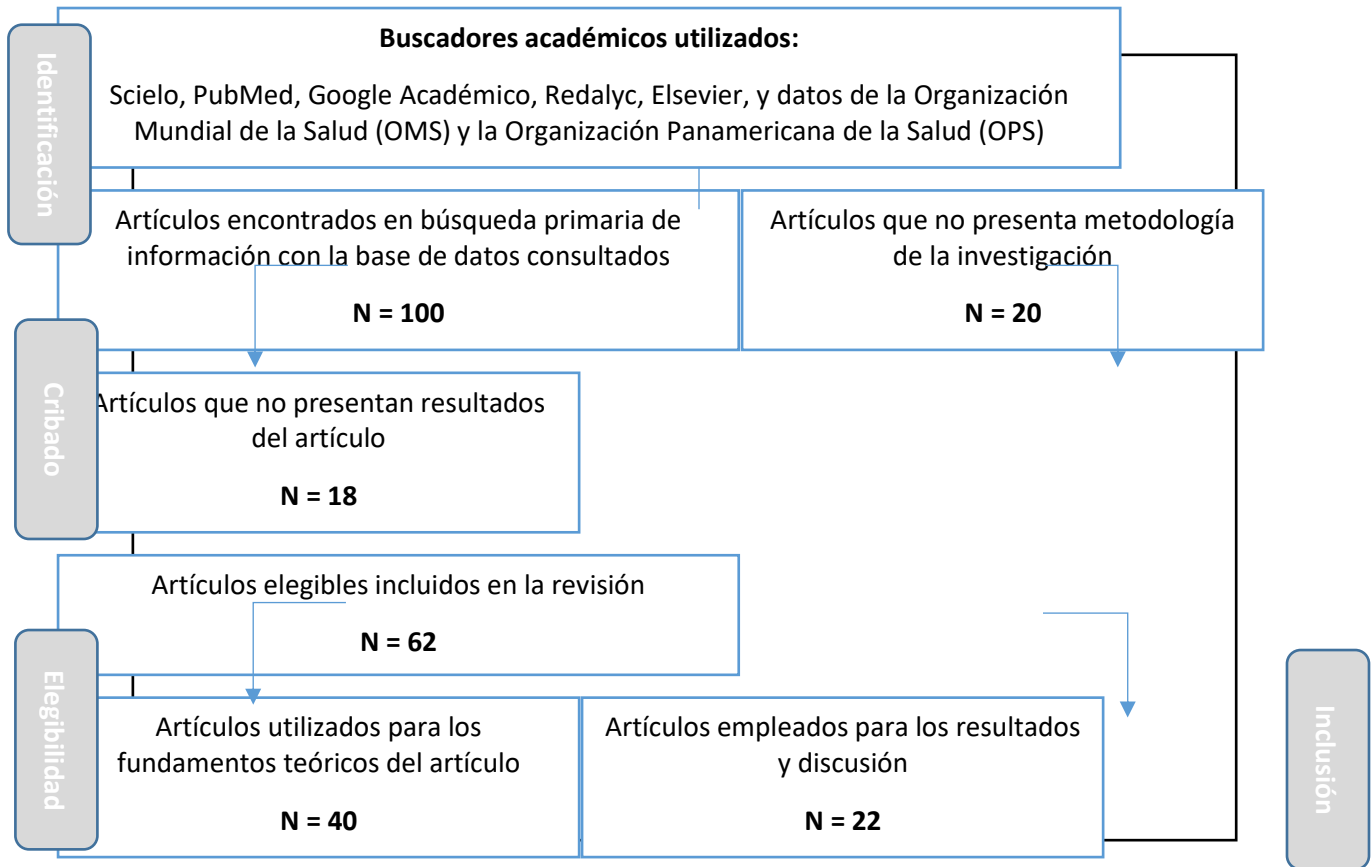 Identificación
Buscadores académicos utilizados:
Scielo, PubMed, Google Académico, Redalyc, Elsevier, y datos de la Organización
Mundial de la Salud (OMS) y la Organización Panamericana de la Salud (OPS)
Artículos encontrados en búsqueda primaria de
información con la base de datos consultados
N = 100
Artículos que no presenta metodología
de la investigación
N = 20
Cribado
Artículos que no presentan resultados
del artículo
N = 18
Artículos elegibles incluidos en la revisión
N = 62
Elegibilidad
Artículos utilizados para los
fundamentos teóricos del artículo
N = 40
Artículos empleados para los resultados
y discusión
N = 22
Inclusión